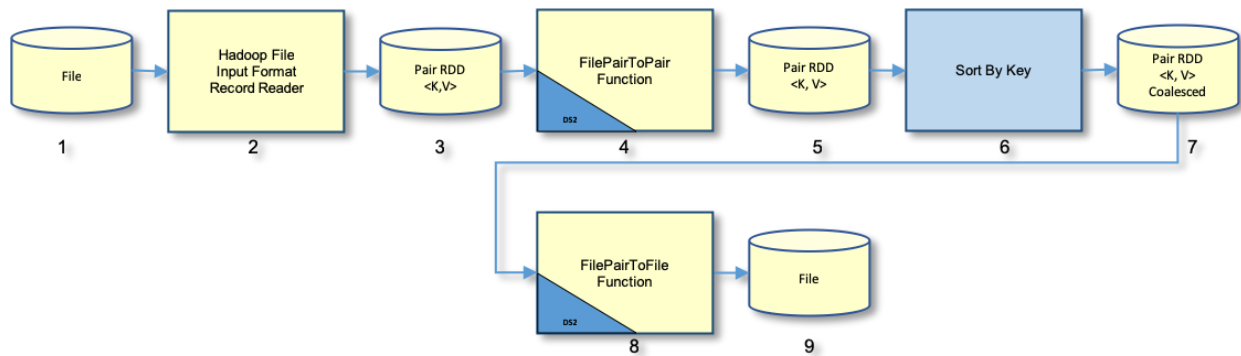 File
Hadoop File
Input Format
Record Reader
Pair RDD
<K,V>
FilePairToPair
Function
DS2
Pair RDD
<K, V>
Sort By Key
Pair RDD
<K, V>
Coalesced
1
2
3
4
5
6
7
FilePairToFile
Function
DS2
File
8
9